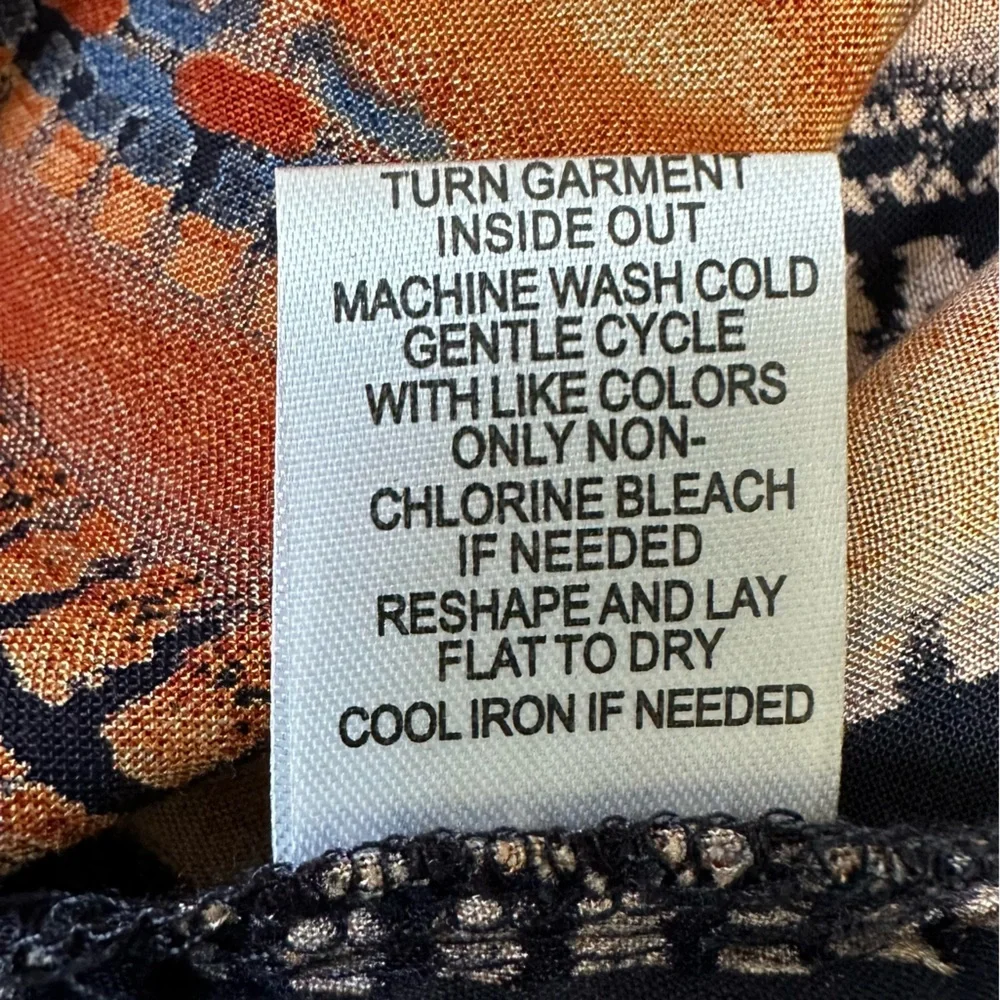 TURN GARMENT
INSIDE OUT
MACHINE WASH COLD
GENTLE CYCLE
WITH LIKE COLORS
ONLY NON-
CHLORINE BLEACH
IF NEEDED
RESHAPE AND LAY
FLAT TO DRY
COOL IRON IF NEEDED